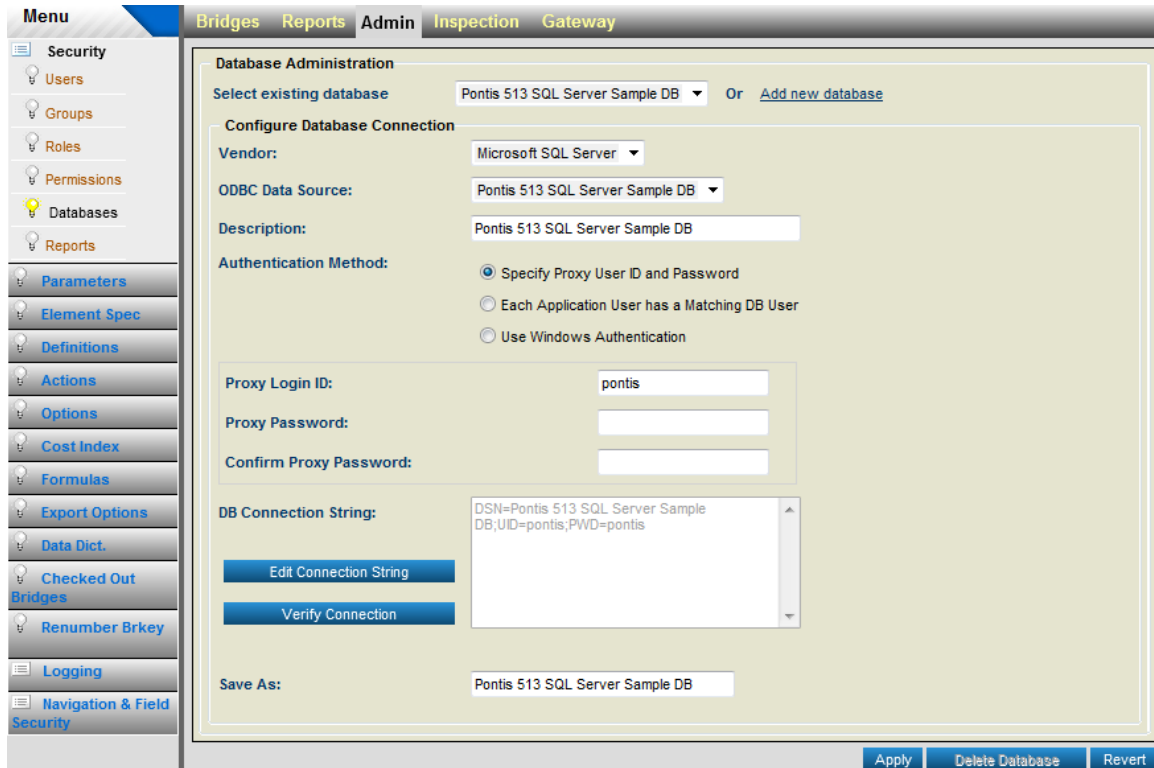 Menu
Bridges Reports Admin Inspection Gateway
Security
Users
Groups
Roles
Permissions
Databases
Reports
Parameters
Element Spec
Definitions
Actions
Options
Cost Index
Formulas
Export Options
Data Dict.
Checked Out
Bridges
Renumber Brkey
Logging
Navigation & Field
Security
Database Administration
Select existing database Pontis 513 SQL Server Sample DB Or Add new database
Configure Database Connection
Vendor: Microsoft SQL Server
ODBC Data Source: Pontis 513 SQL Server Sample DB
Description: Pontis 513 SQL Server Sample DB
Authentication Method:
Specify Proxy User ID and Password
Each Application User has a Matching DB User
Use Windows Authentication
Proxy Login ID: pontis
Proxy Password:
Confirm Proxy Password:
DB Connection String:
DSN=Pontis 513 SQL Server Sample
DB;UID=pontis;PWD=pontis
Edit Connection String
Verify Connection
Save As: Pontis 513 SQL Server Sample DB
Apply Delete Database Revert